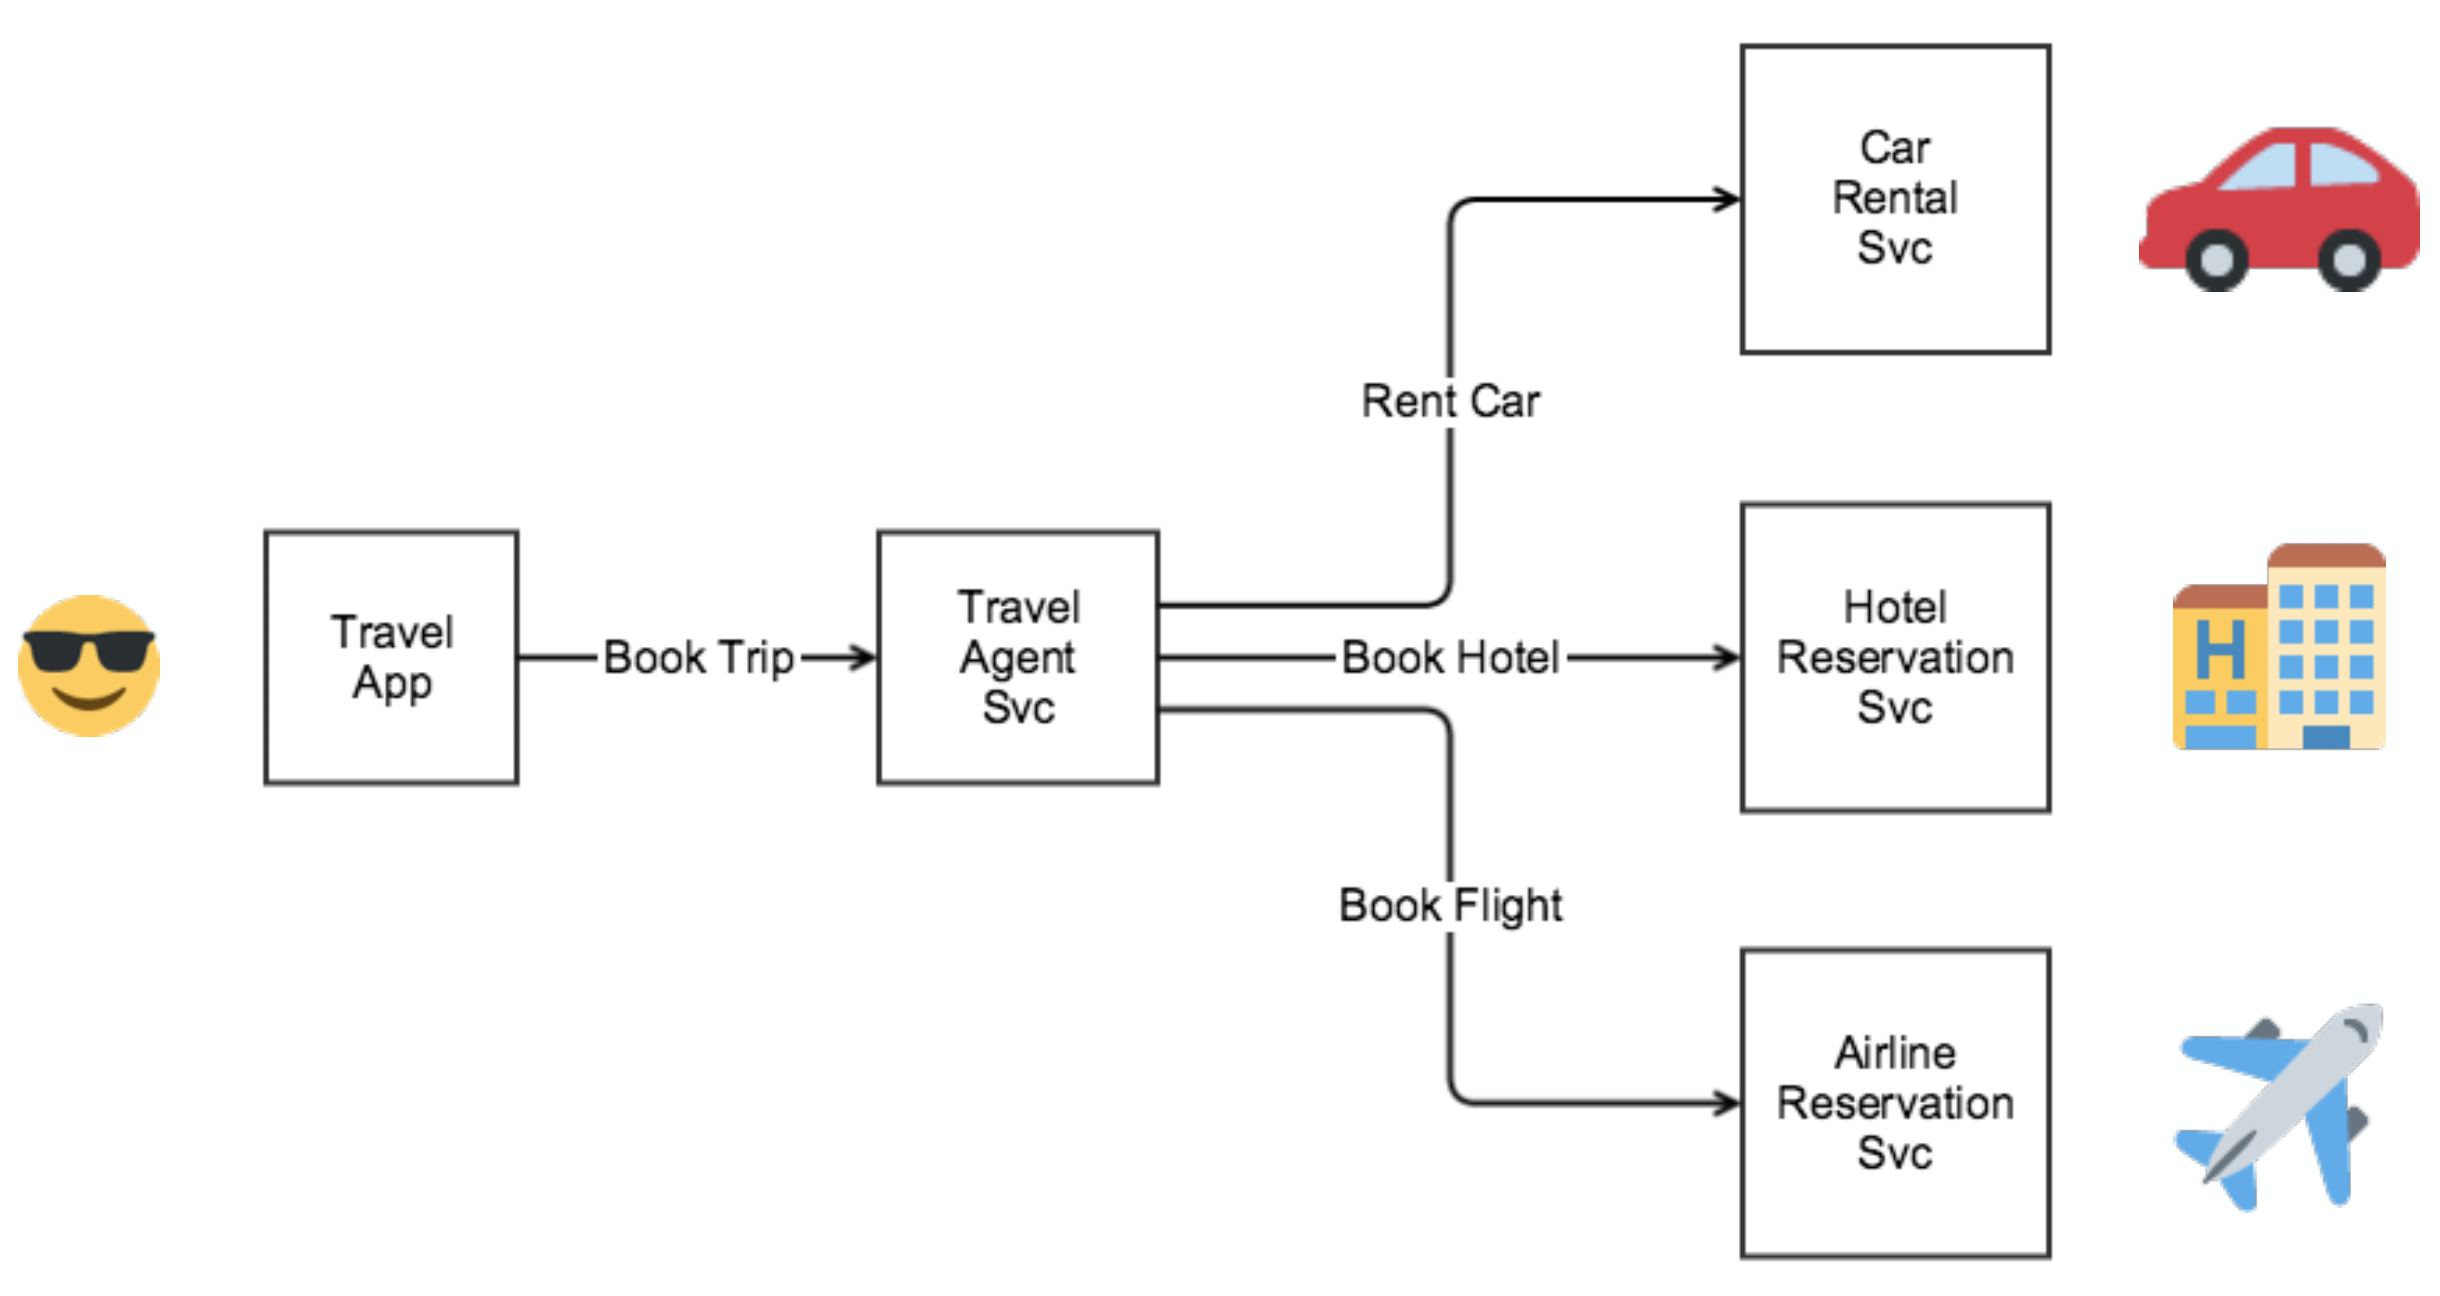 Car
Rental
Svc
Rent Car
Travel
App
Book Trip
Travel
Agent
Svc
Book Hotel
Hotel
Reservation
Svc
H
Book Flight
Airline
Reservation
Svc